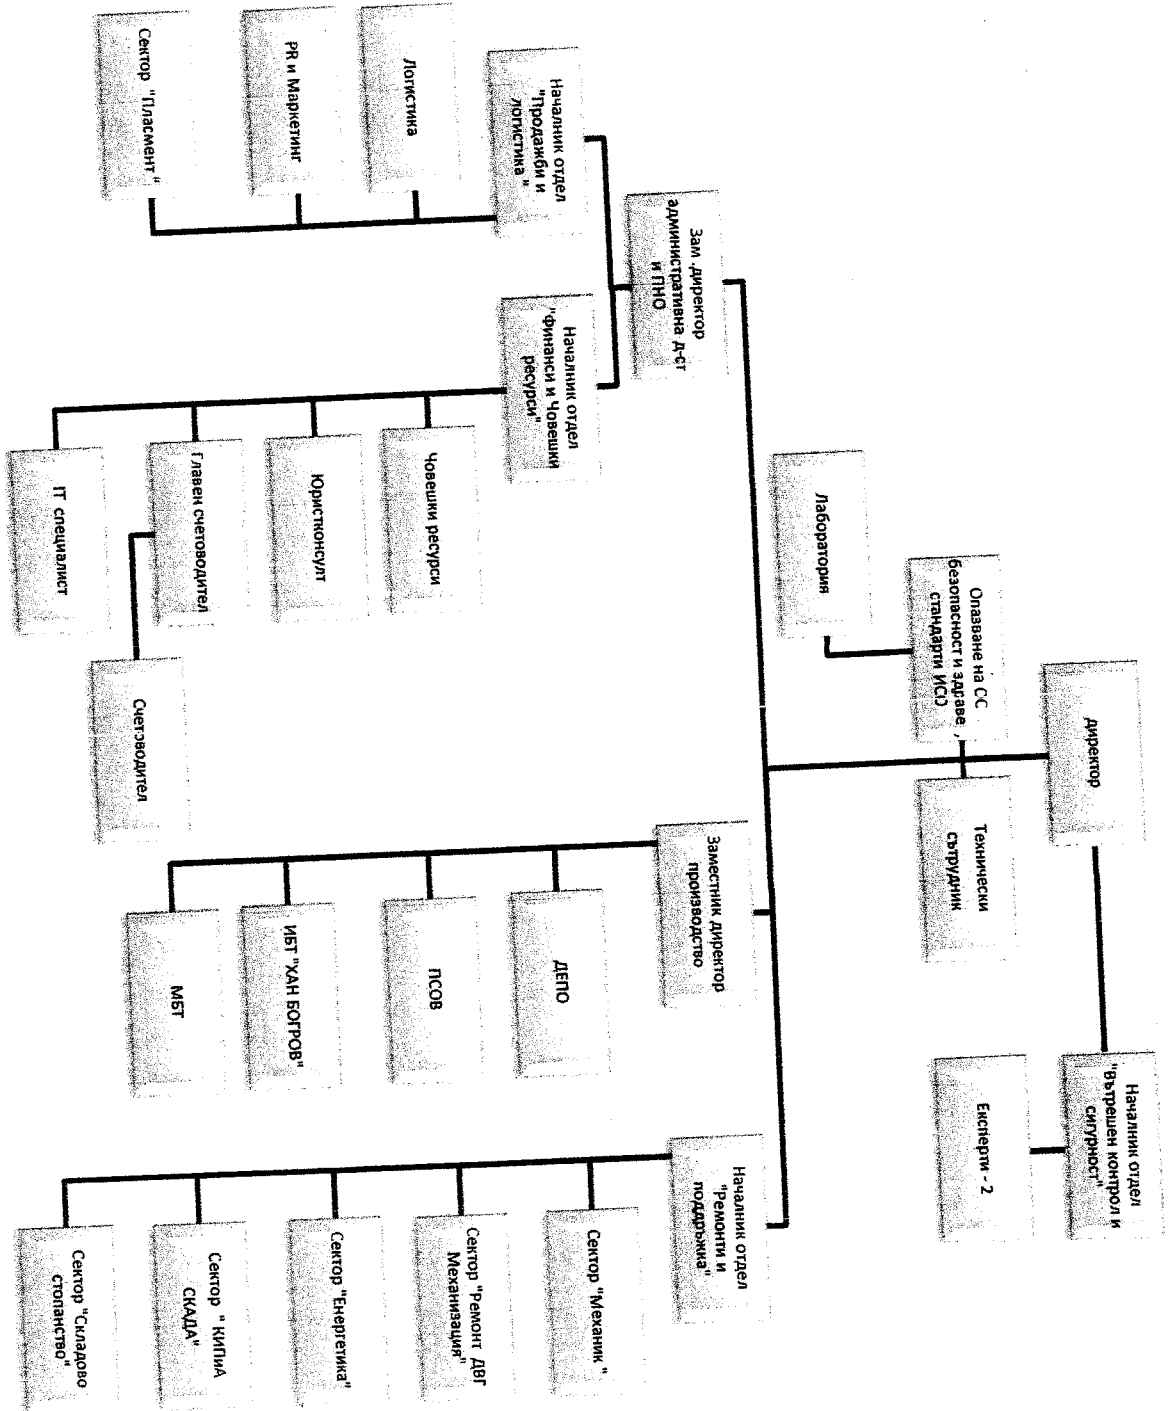 директор
Началник отдел
"Вътрешен контрол и
сигурност"
Експерти - 2
Опазване на СС
безопасност и здраве ,
стандарти ИСО
Технически
сътрудник
Лаборатория
Зам .директор
административна д-ст
и ПНО
Заместник директор
производство
Началник отдел
"Ремонти и
поддръжка"
Началник отдел
"Продажби и
логистика "
Логистика
PR и Маркетинг
Сектор "Пласмент "
Началник отдел
"Финанси и Човешки
ресурси"
Човешки ресурси
Юристконсулт
Главен счетоводител
Счетоводител
IT специалист
ДЕПО
ПСОВ
ИБТ "ХАН БОГРОВ"
МБТ
Сектор "Механик"
Сектор "Ремонт ДВГ
Механизация"
Сектор "Енергетика"
Сектор " КИПиА
СКАДА"
Сектор "Складово
стопанство"